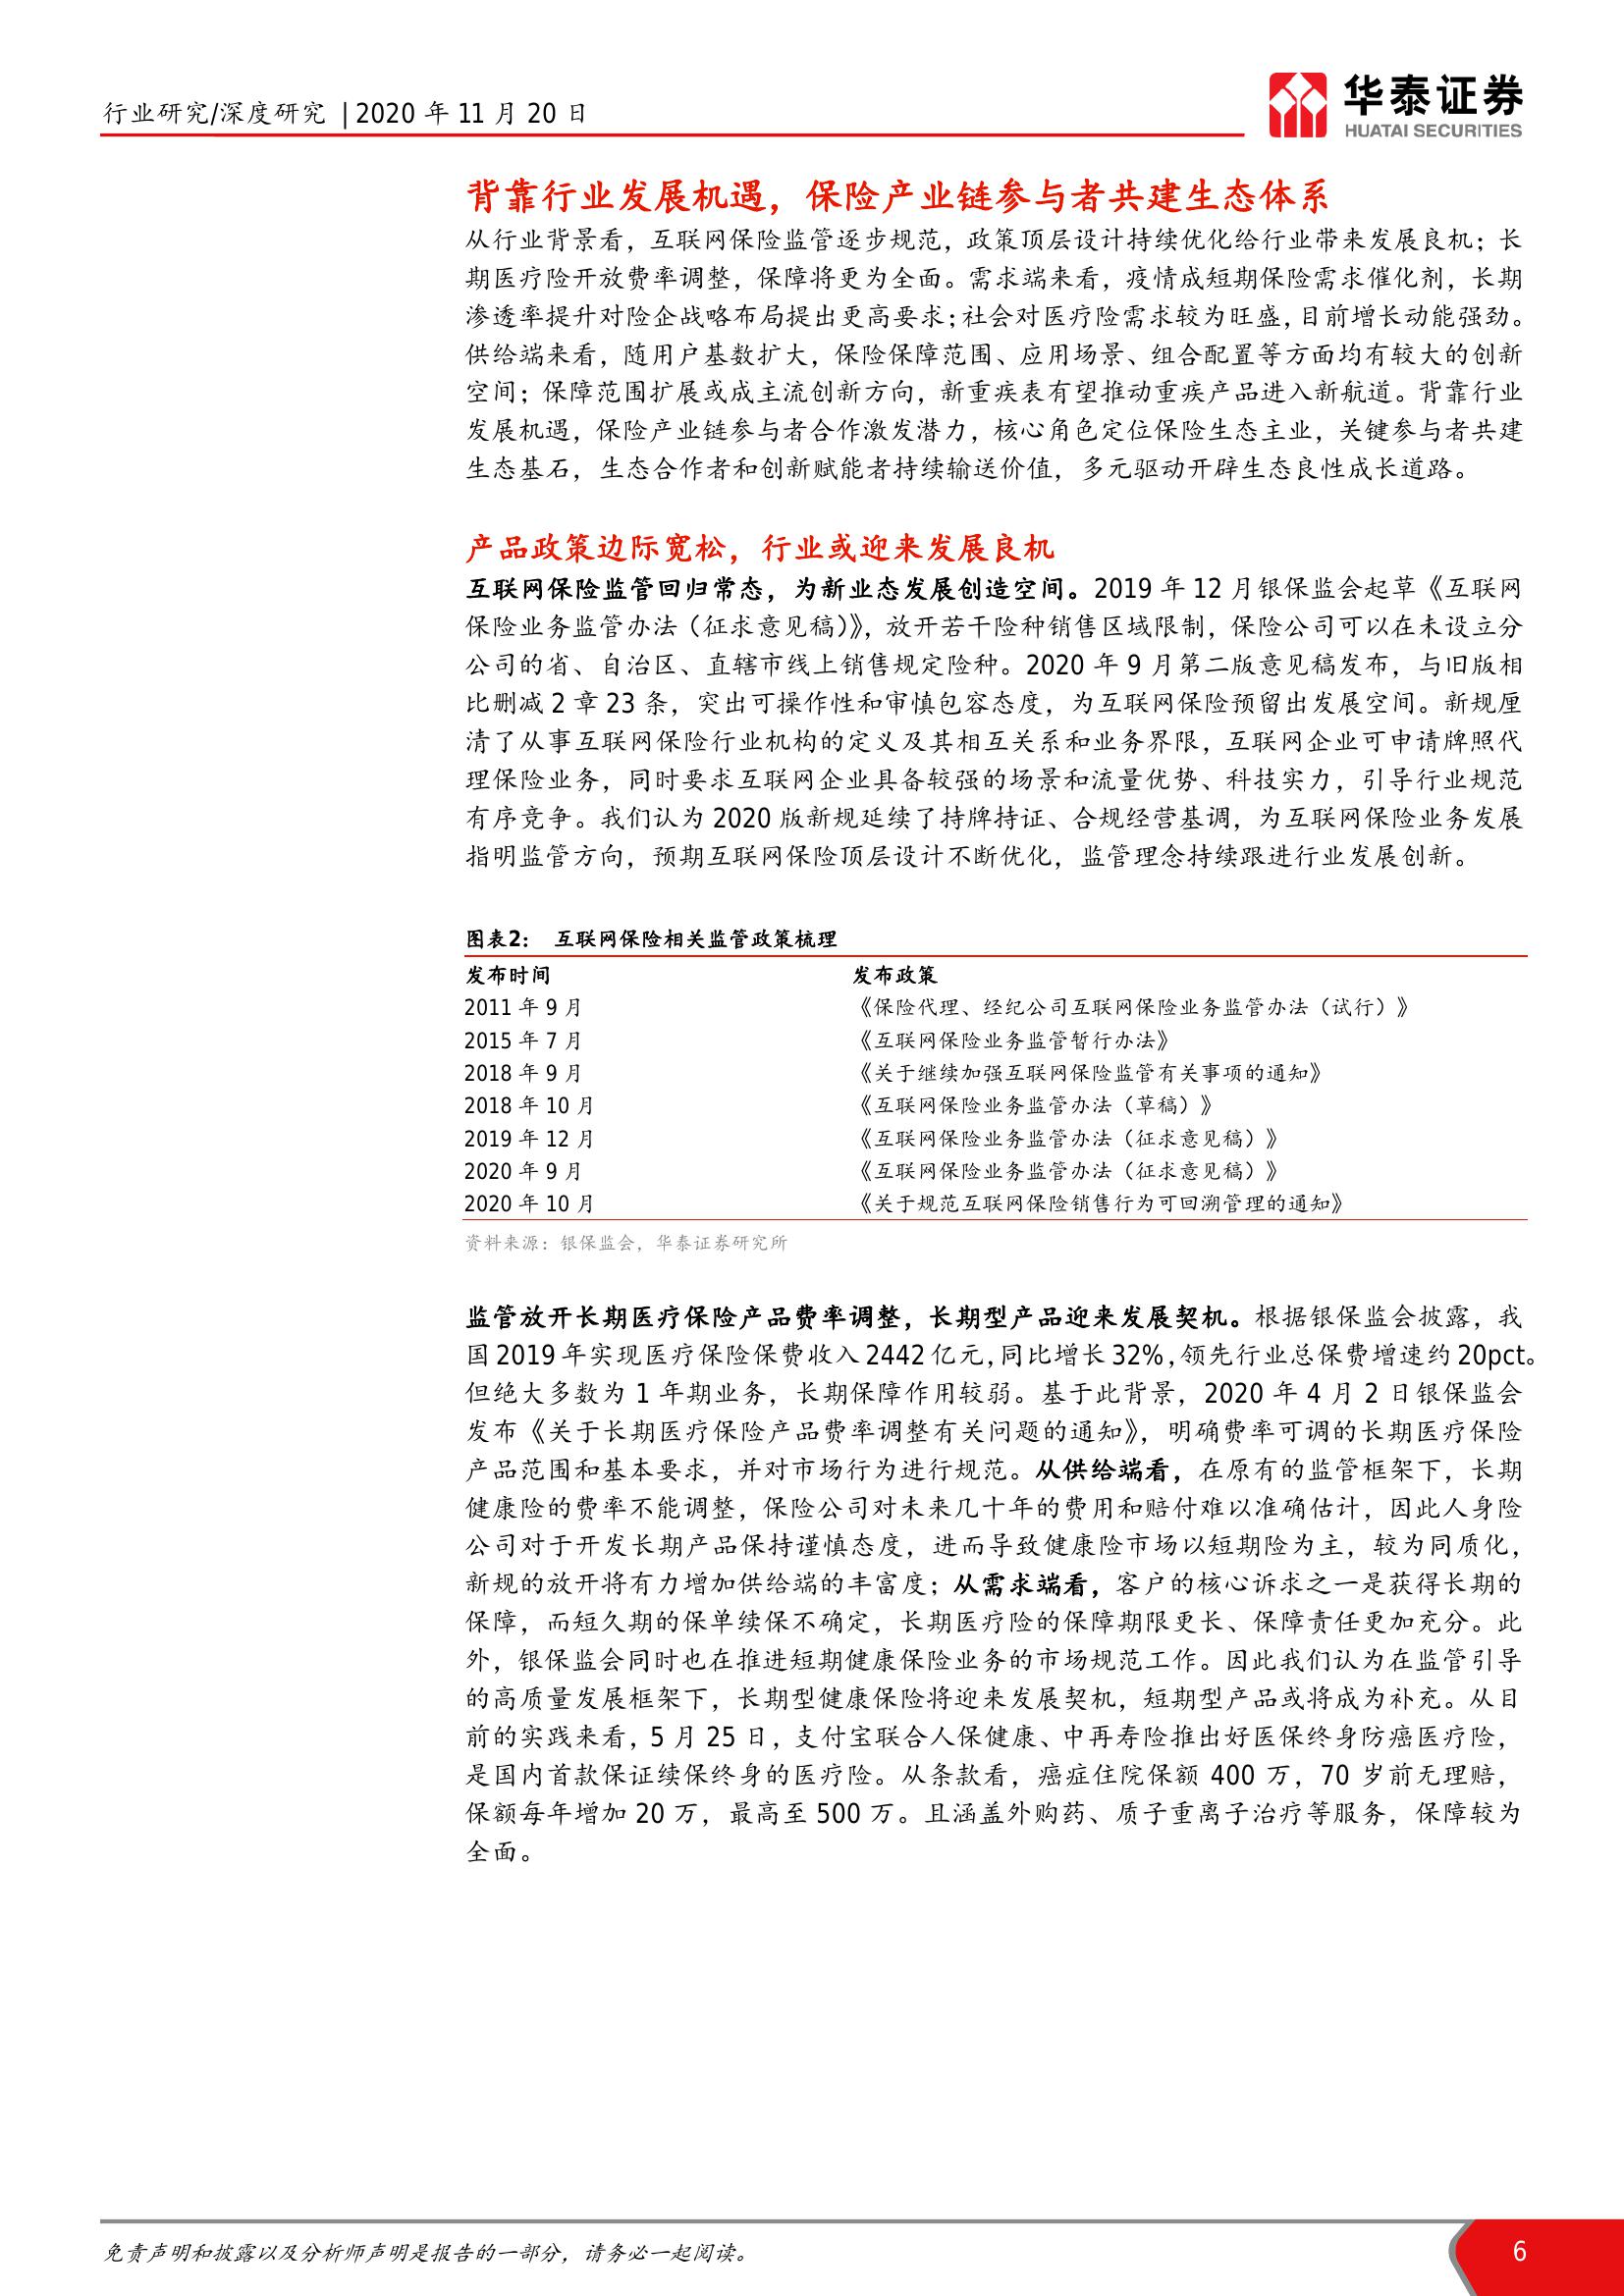 行业研究/深度研究 | 2020 年 11 月 20 日
华泰证券
HUATAI SECURITIES
背靠行业发展机遇，保险产业链参与者共建生态体系
从行业背景看，互联网保险监管逐步规范，政策顶层设计持续优化给行业带来发展良机；长
期医疗险开放费率调整，保障将更为全面。需求端来看，疫情成短期保险需求催化剂，长期
渗透率提升对险企战略布局提出更高要求；社会对医疗险需求较为旺盛，目前增长动能强劲。
供给端来看，随用户基数扩大，保险保障范围、应用场景、组合配置等方面均有较大的创新
空间；保障范围扩展或成主流创新方向，新重疾表有望推动重疾产品进入新航道。背靠行业
发展机遇，保险产业链参与者合作激发潜力，核心角色定位保险生态主业，关键参与者共建
生态基石，生态合作者和创新赋能者持续输送价值，多元驱动开辟生态良性成长道路。
产品政策边际宽松，行业或迎来发展良机
互联网保险监管回归常态，为新业态发展创造空间。2019 年 12 月银保监会起草《互联网
保险业务监管办法（征求意见稿）》，放开若干险种销售区域限制，保险公司可以在未设立分
公司的省、自治区、直辖市线上销售规定险种。2020 年 9 月第二版意见稿发布，与旧版相
比删减 2 章 23 条，突出可操作性和审慎包容态度，为互联网保险预留出发展空间。新规厘
清了从事互联网保险行业机构的定义及其相互关系和业务界限，互联网企业可申请牌照代
理保险业务，同时要求互联网企业具备较强的场景和流量优势、科技实力，引导行业规范
有序竞争。我们认为 2020 版新规延续了持牌持证、合规经营基调，为互联网保险业务发展
指明监管方向，预期互联网保险顶层设计不断优化，监管理念持续跟进行业发展创新。
图表2： 互联网保险相关监管政策梳理
发布时间 发布政策
2011 年 9 月 《保险代理、经纪公司互联网保险业务监管办法（试行）》
2015 年 7 月 《互联网保险业务监管暂行办法》
2018 年 9 月 《关于继续加强互联网保险监管有关事项的通知》
2018 年 10 月 《互联网保险业务监管办法（草稿）》
2019 年 12 月 《互联网保险业务监管办法（征求意见稿）》
2020 年 9 月 《互联网保险业务监管办法（征求意见稿）》
2020 年 10 月 《关于规范互联网保险销售行为可回溯管理的通知》
资料来源：银保监会，华泰证券研究所
监管放开长期医疗保险产品费率调整，长期型产品迎来发展契机。根据银保监会披露，我
国 2019 年实现医疗保险保费收入 2442 亿元，同比增长 32%，领先行业总保费增速约 20pct。
但绝大多数为 1 年期业务，长期保障作用较弱。基于此背景，2020 年 4 月 2 日银保监会
发布《关于长期医疗保险产品费率调整有关问题的通知》，明确费率可调的长期医疗保险
产品范围和基本要求，并对市场行为进行规范。从供给端看，在原有的监管框架下，长期
健康险的费率不能调整，保险公司对未来几十年的费用和赔付难以准确估计，因此人身险
公司对于开发长期产品保持谨慎态度，进而导致健康险市场以短期险为主，较为同质化，
新规的放开将有力增加供给端的丰富度；从需求端看，客户的核心诉求之一是获得长期的
保障，而短久期的保单续保不确定，长期医疗险的保障期限更长、保障责任更加充分。此
外，银保监会同时也在推进短期健康保险业务的市场规范工作。因此我们认为在监管引导
的高质量发展框架下，长期型健康保险将迎来发展契机，短期型产品或将成为补充。从目
前的实践来看，5 月 25 日，支付宝联合人保健康、中再寿险推出好医保终身防癌医疗险，
是国内首款保证续保终身的医疗险。从条款看，癌症住院保额 400 万，70 岁前无理赔，
保额每年增加 20 万，最高至 500 万。且涵盖外购药、质子重离子治疗等服务，保障较为
全面。
免责声明和披露以及分析师声明是报告的一部分，请务必一起阅读。
6